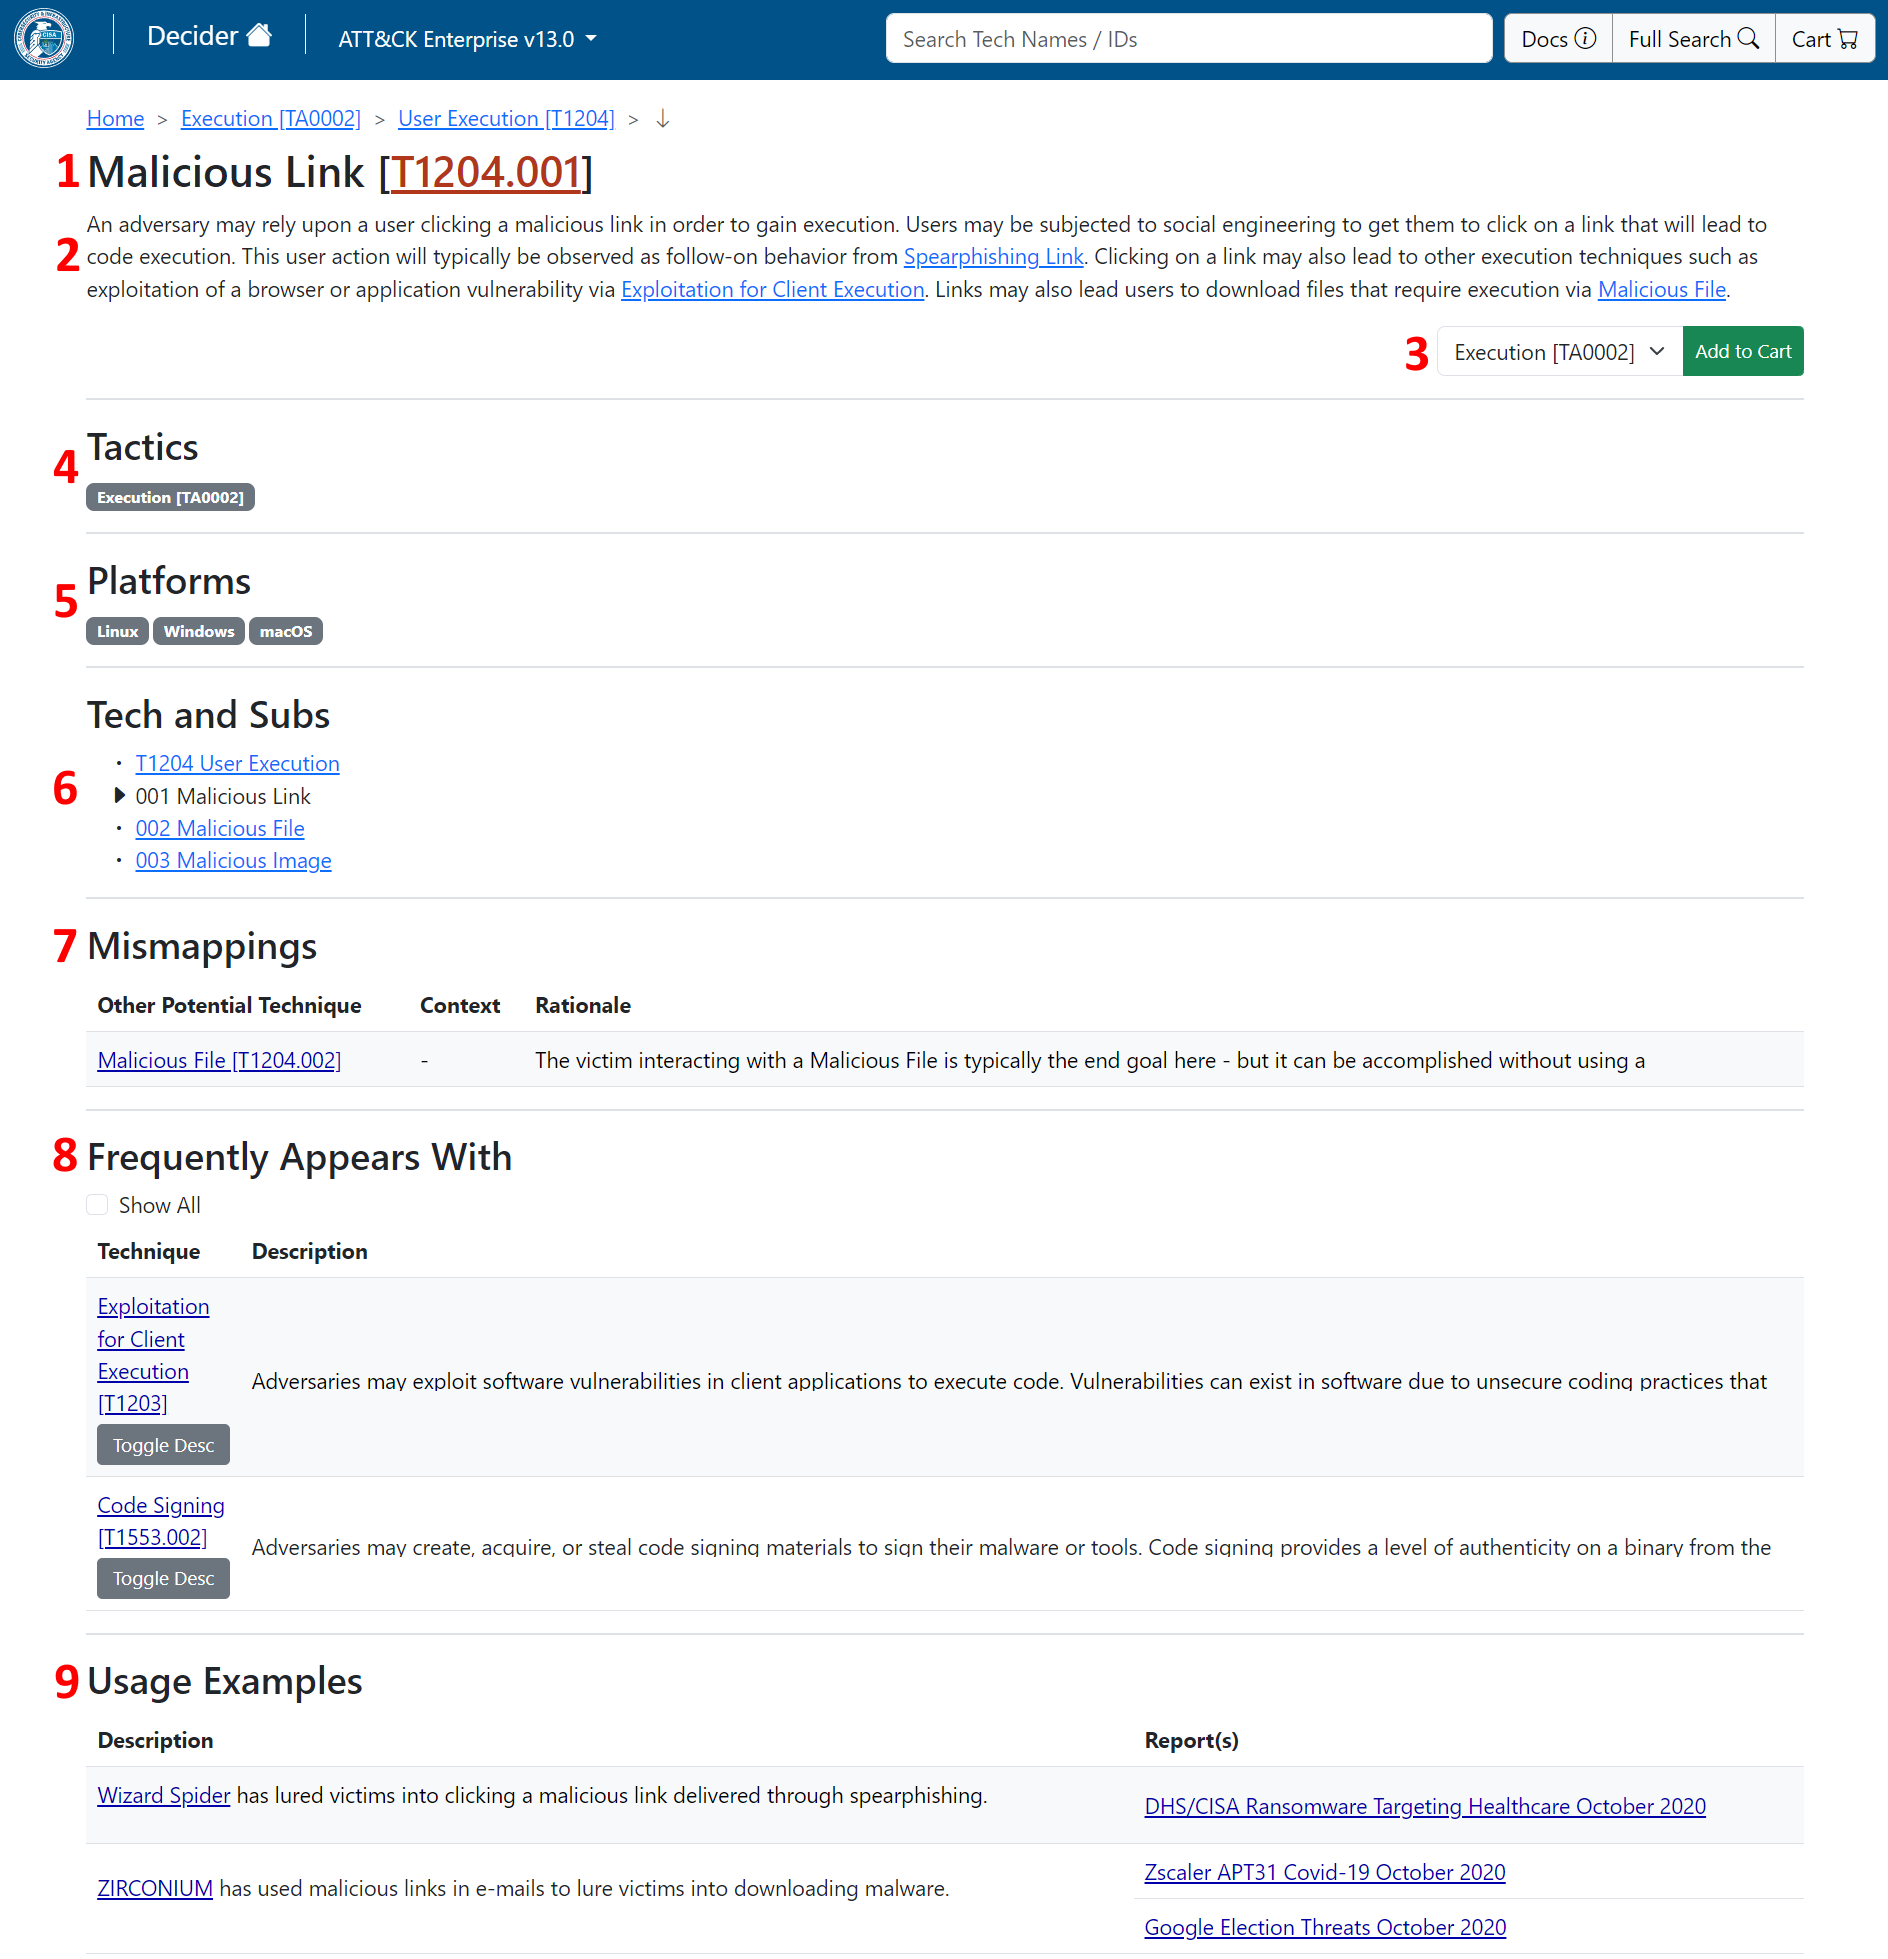 CISA
Decider
ATT&CK Enterprise v13.0
Search Tech Names / IDs
Docs
Full Search
Cart
Home > Execution [TA0002] > User Execution [T1204] > ↓
1 Malicious Link [T1204.001]
An adversary may rely upon a user clicking a malicious link in order to gain execution. Users may be subjected to social engineering to get them to click on a link that will lead to
2 code execution. This user action will typically be observed as follow-on behavior from Spearphishing Link. Clicking on a link may also lead to other execution techniques such as
exploitation of a browser or application vulnerability via Exploitation for Client Execution. Links may also lead users to download files that require execution via Malicious File.
3 Execution [TA0002] Add to Cart
Tactics
4
Execution [TA0002]
Platforms
5
Linux Windows macOS
Tech and Subs
6
• T1204 User Execution
001 Malicious Link
• 002 Malicious File
• 003 Malicious Image
7 Mismappings
Other Potential Technique Context Rationale
Malicious File [T1204.002] - The victim interacting with a Malicious File is typically the end goal here - but it can be accomplished without using a
8 Frequently Appears With
Show All
Technique Description
Exploitation
for Client
Execution
[T1203]
Adversaries may exploit software vulnerabilities in client applications to execute code. Vulnerabilities can exist in software due to unsecure coding practices that
Toggle Desc
Code Signing
[T1553.002]
Adversaries may create, acquire, or steal code signing materials to sign their malware or tools. Code signing provides a level of authenticity on a binary from the
Toggle Desc
9 Usage Examples
Description Report(s)
Wizard Spider has lured victims into clicking a malicious link delivered through spearphishing.
DHS/CISA Ransomware Targeting Healthcare October 2020
ZIRCONIUM has used malicious links in e-mails to lure victims into downloading malware.
Zscaler APT31 Covid-19 October 2020
Google Election Threats October 2020